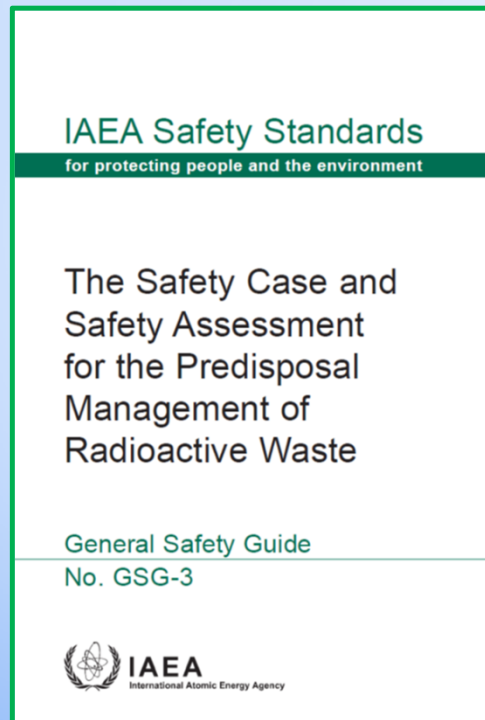 IAEA Safety Standards
for protecting people and the environment
The Safety Case and
Safety Assessment
for the Predisposal
Management of
Radioactive Waste
General Safety Guide
No. GSG-3
IAEA
International Atomic Energy Agency